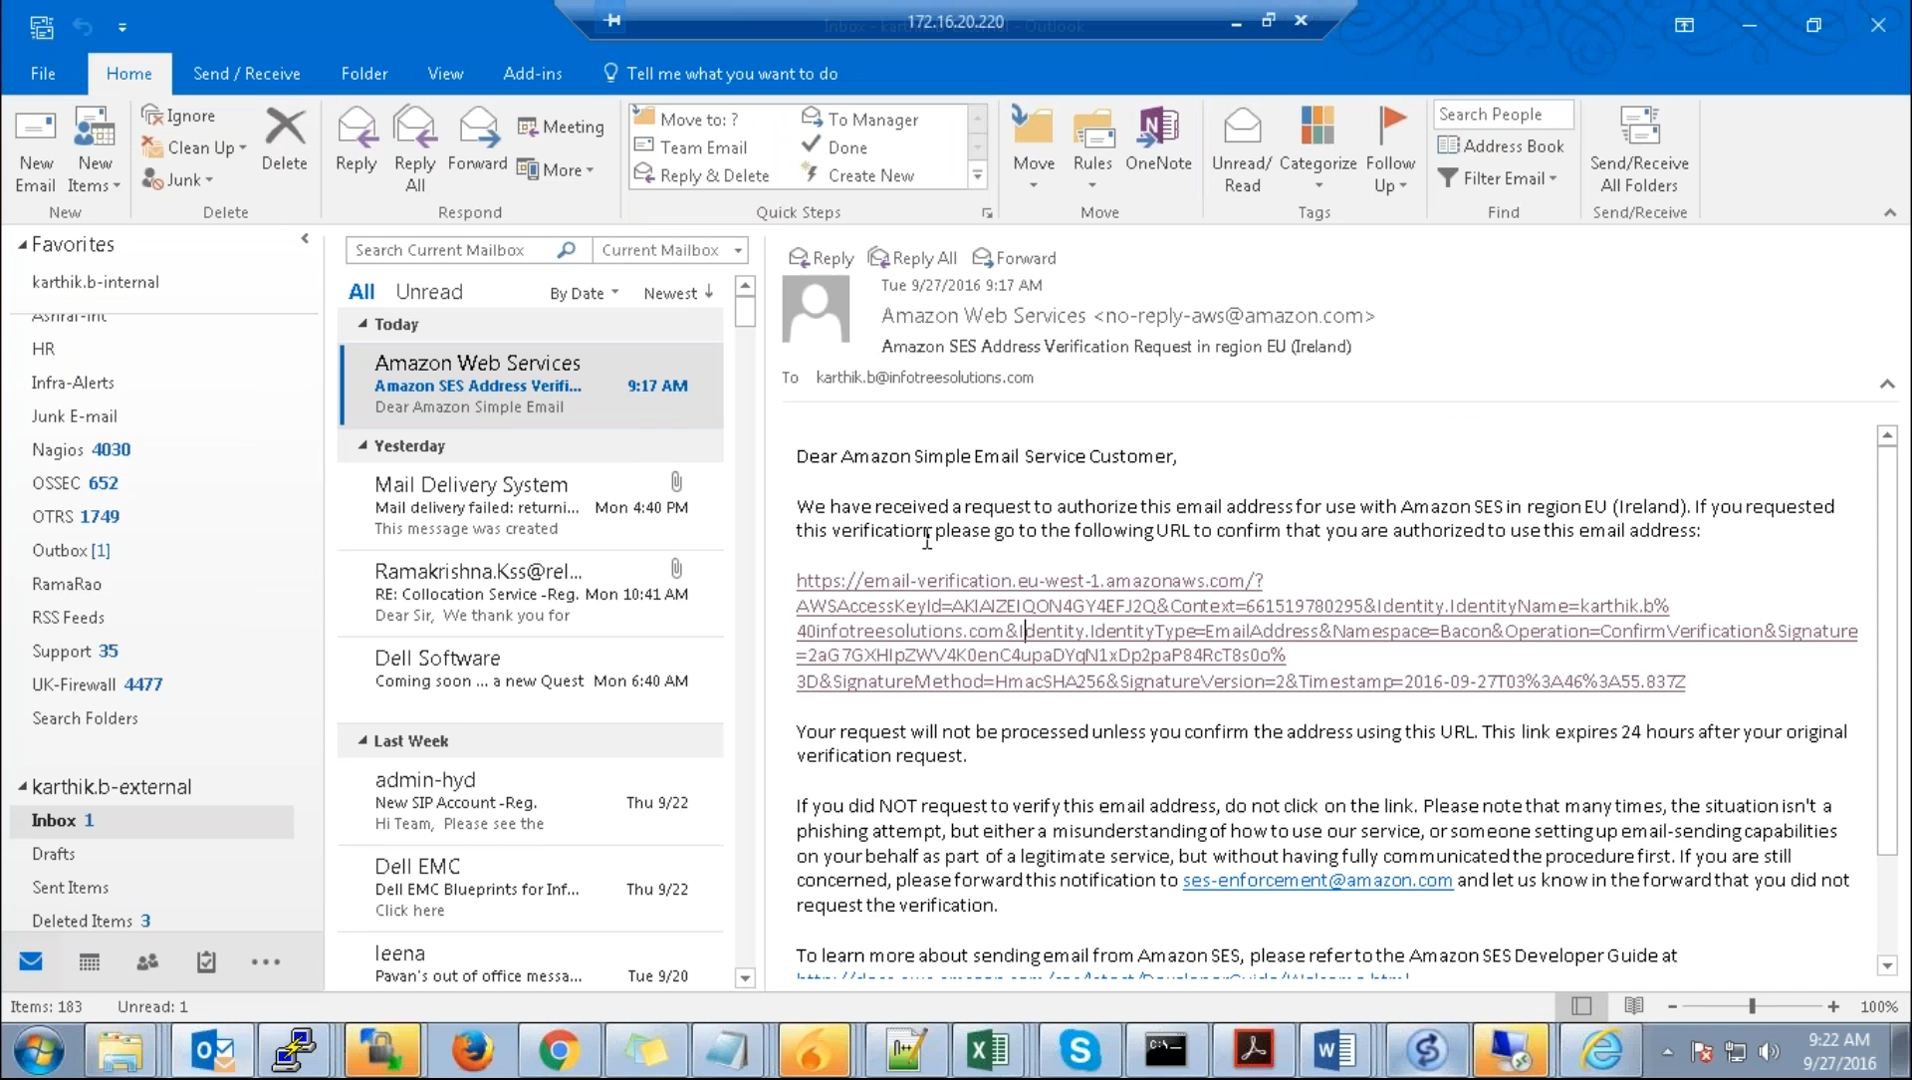 172.16.20.220
File
Home
Send / Receive
Folder
View
Add-ins
Tell me what you want to do
New Email
New Items
New
Ignore
Clean Up
Junk
Delete
Delete
Reply
Reply All
Forward
Meeting
More
Respond
Move to: ?
Team Email
Reply & Delete
To Manager
Done
Create New
Quick Steps
Move
Rules
OneNote
Move
Unread/ Read
Categorize
Follow Up
Tags
Search People
Address Book
Filter Email
Find
Send/Receive All Folders
Send/Receive
Favorites
karthik.b-internal
HR
Infra-Alerts
Junk E-mail
Nagios 4030
OSSEC 652
OTRS 1749
Outbox [1]
RamaRao
RSS Feeds
Support 35
UK-Firewall 4477
Search Folders
karthik.b-external
Inbox 1
Drafts
Sent Items
Deleted Items 3
Search Current Mailbox
Current Mailbox
All Unread
By Date
Newest
Today
Amazon Web Services
Amazon SES Address Verifi... 9:17 AM
Dear Amazon Simple Email
Yesterday
Mail Delivery System
Mail delivery failed: returni... Mon 4:40 PM
This message was created
Ramakrishna.Kss@rel...
RE: Collocation Service -Reg. Mon 10:41 AM
Dear Sir, We thank you for
Dell Software
Coming soon ... a new Quest Mon 6:40 AM
Last Week
admin-hyd
New SIP Account -Reg. Thu 9/22
Hi Team, Please see the
Dell EMC
Dell EMC Blueprints for Inf... Thu 9/22
Click here
leena
Pavan's out of office messa... Tue 9/20
Reply Reply All Forward
Tue 9/27/2016 9:17 AM
Amazon Web Services <no-reply-aws@amazon.com>
Amazon SES Address Verification Request in region EU (Ireland)
To karthik.b@infotreesolutions.com
Dear Amazon Simple Email Service Customer,
We have received a request to authorize this email address for use with Amazon SES in region EU (Ireland). If you requested
this verification, please go to the following URL to confirm that you are authorized to use this email address:
https://email-verification.eu-west-1.amazonaws.com/?
AWSAccessKeyId=AKIAIZEIQON4GY4EFJ2Q&Context=661519780295&Identity.IdentityName=karthik.b%
40infotreesolutions.com&Identity.IdentityType=EmailAddress&Namespace=Bacon&Operation=ConfirmVerification&Signature
=2aG7GXHIpZWV4K0enC4upaDYqN1xDp2paP84RcT8s0o%
3D&SignatureMethod=HmacSHA256&SignatureVersion=2&Timestamp=2016-09-27T03%3A46%3A55.837Z
Your request will not be processed unless you confirm the address using this URL. This link expires 24 hours after your original
verification request.
If you did NOT request to verify this email address, do not click on the link. Please note that many times, the situation isn't a
phishing attempt, but either a misunderstanding of how to use our service, or someone setting up email-sending capabilities
on your behalf as part of a legitimate service, but without having fully communicated the procedure first. If you are still
concerned, please forward this notification to ses-enforcement@amazon.com and let us know in the forward that you did not
request the verification.
To learn more about sending email from Amazon SES, please refer to the Amazon SES Developer Guide at
Items: 183
Unread: 1
100%
9:22 AM
9/27/2016